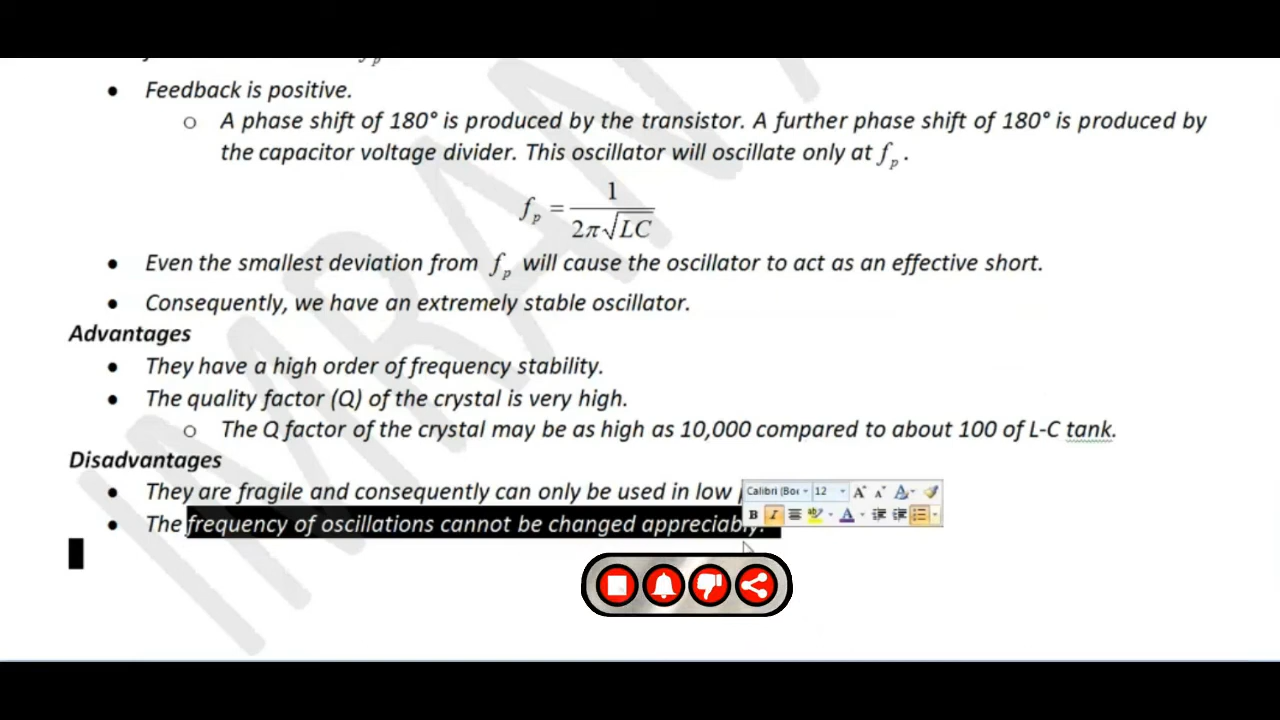 • Feedback is positive.
o A phase shift of 180° is produced by the transistor. A further phase shift of 180° is produced by
the capacitor voltage divider. This oscillator will oscillate only at fp .
fp = 1 / 2π√LC
• Even the smallest deviation from fp will cause the oscillator to act as an effective short.
• Consequently, we have an extremely stable oscillator.
Advantages
• They have a high order of frequency stability.
• The quality factor (Q) of the crystal is very high.
o The Q factor of the crystal may be as high as 10,000 compared to about 100 of L-C tank.
Disadvantages
• They are fragile and consequently can only be used in low
Calibri (Boı 12
• The frequency of oscillations cannot be changed appreciably.
B I
IMRAN